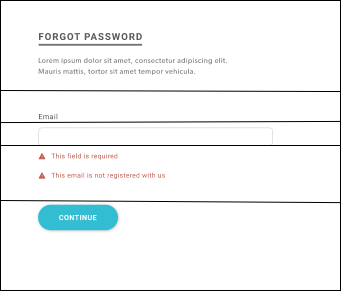 FORGOT PASSWORD
Lorem ipsum dolor sit amet, consectetur adipiscing elit.
Mauris mattis, tortor sit amet tempor vehicula.
Email
This field is required
This email is not registered with us
CONTINUE